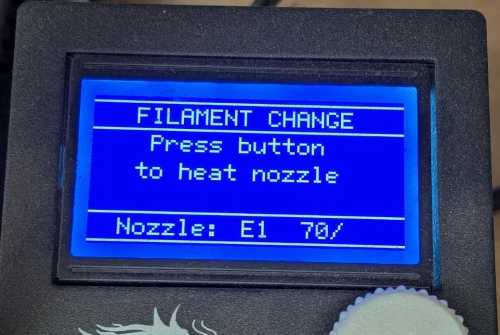 FILAMENT CHANGE
Press button
to heat nozzle
Nozzle: E1 70/